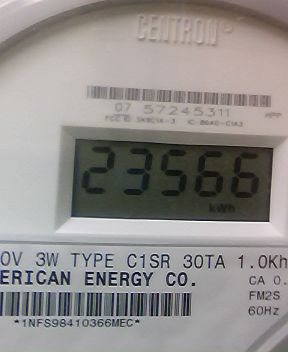 CENTRON
07 57245311
23566
kWh
0V 3W TYPE C1SR 30TA 1.0Kh
ERICAN ENERGY CO.
CA 0.
FM2S
60Hz
*1NFS98410366MEC*